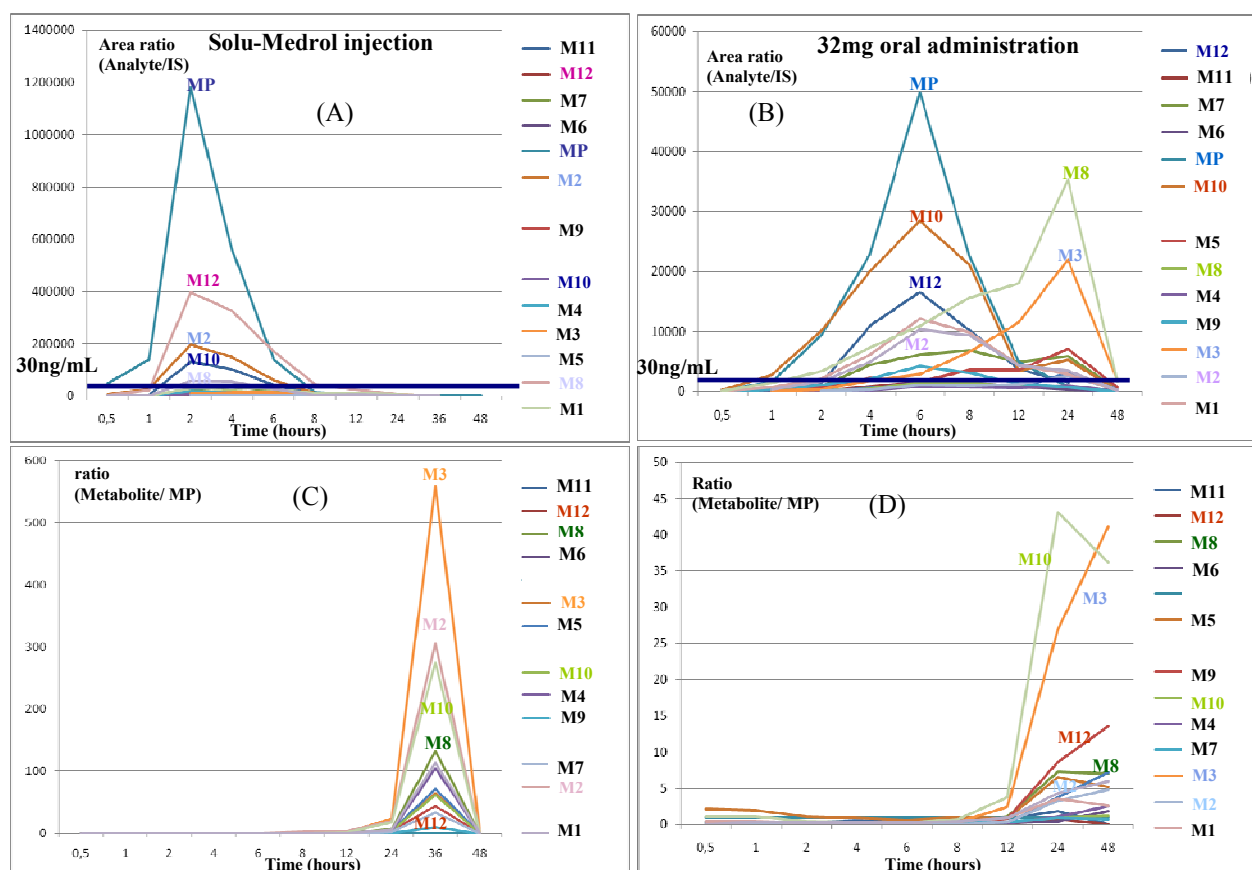 Solu-Medrol injection
Area ratio
(Analyte/IS)
(A)
1400000
1200000
1000000
800000
600000
400000
200000
0
30ng/mL
MP
M12
M2
M10
M8
0,5 1 2 4 6 8 12 24 36 48
Time (hours)
M11
M12
M7
M6
MP
M2
M9
M10
M4
M3
M5
M8
M1
32mg oral administration
Area ratio
(Analyte/IS)
(B)
60000
50000
40000
30000
20000
10000
0
30ng/mL
MP
M10
M12
M2
M8
M3
0,5 1 2 4 6 8 12 24 48
Time (hours)
M12
M11
M7
M6
MP
M10
M5
M8
M4
M9
M3
M2
M1
ratio
(Metabolite/ MP)
(C)
600
500
400
300
200
100
0
M3
M2
M10
M8
M12
0,5 1 2 4 6 8 12 24 36 48
Time (hours)
M11
M12
M8
M6
M3
M5
M10
M4
M9
M7
M2
M1
Ratio
(Metabolite/ MP)
(D)
50
45
40
35
30
25
20
15
10
5
0
M10
M3
M12
M8
0,5 1 2 4 6 8 12 24 48
Time (hours)
M11
M12
M8
M6
M5
M9
M10
M4
M7
M3
M2
M1